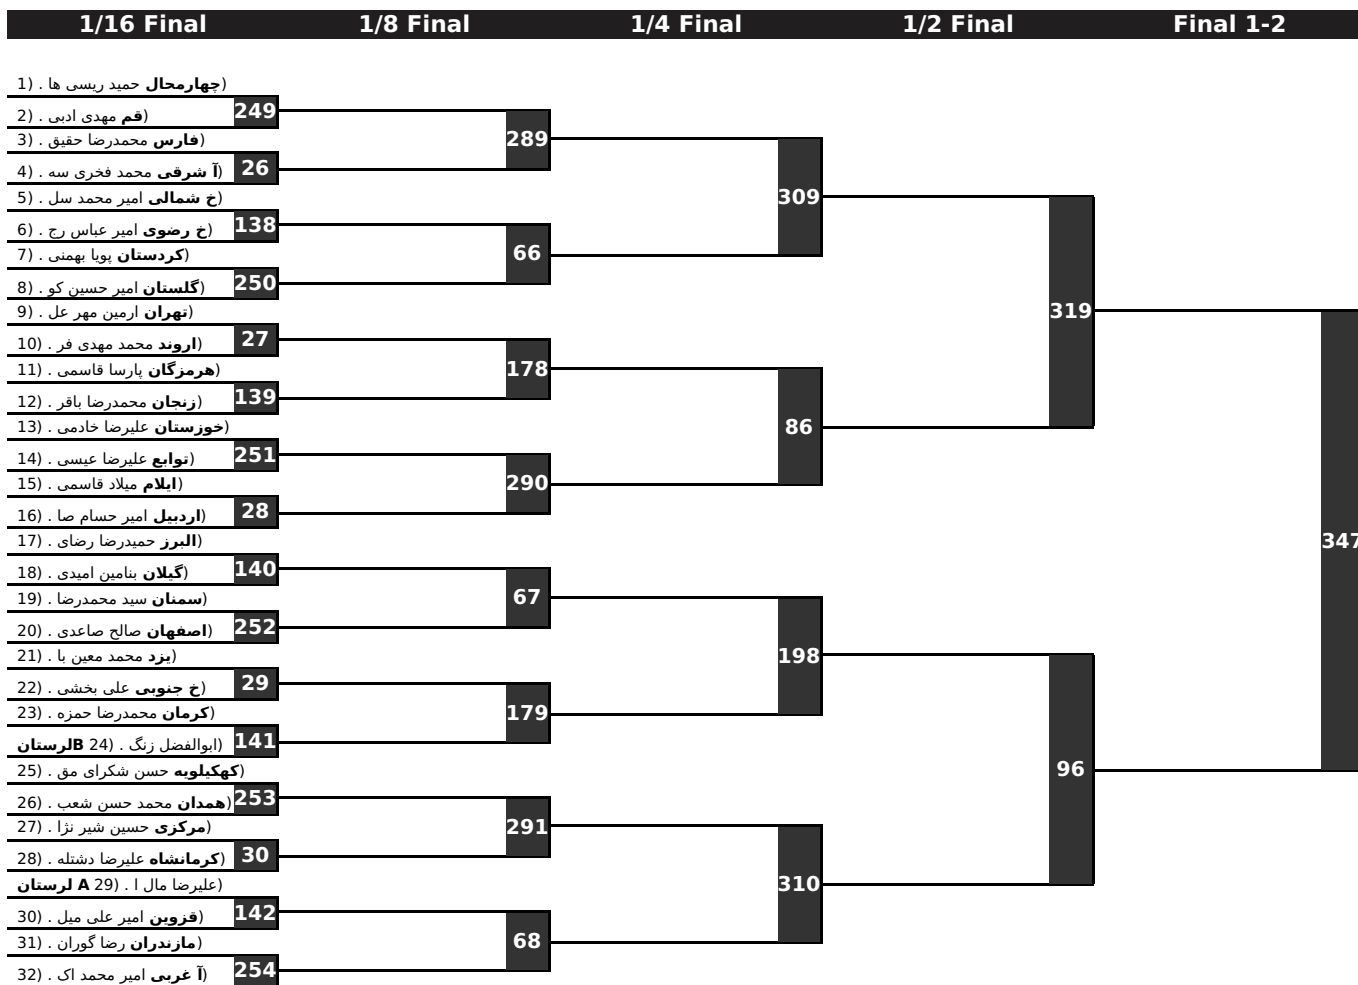 1/16 Final 1/8 Final 1/4 Final 1/2 Final Final 1-2
1) . حمید ریسی ها چهارمحال)
249
2) . مهدی ادبی قم)
3) . محمدرضا حقیق فارس)
289
26
4) . محمد فخری سه آ شرقی)
5) . امیر محمد سل خ شمالی)
309
138
6) . امیر عباس رج خ رضوی)
7) . پویا بهمنی کردستان)
66
250
8) . امیر حسین کو گلستان)
9) . ارمین مهر عل تهران)
319
27
10) . محمد مهدی فر اروند)
11) . پارسا قاسمی هرمزگان)
178
139
12) . محمدرضا باقر زنجان)
13) . علیرضا خادمی خوزستان)
86
251
14) . علیرضا عیسی توابع)
15) . میلاد قاسمی ایلام)
290
28
16) . امیر حسام صا اردبیل)
17) . حمیدرضا رضای البرز)
347
140
18) . بنامین امیدی گیلان)
19) . سید محمدرضا سمنان)
67
252
20) . صالح صاعدی اصفهان)
21) . محمد معین با یزد)
198
29
22) . علی بخشی خ جنوبی)
23) . محمدرضا حمزه کرمان)
179
141
لرستانB 24) . ابوالفضل زنگ)
25) . حسن شکرای مق کهکیلویه)
96
253
26) . محمد حسن شعب همدان)
27) . حسین شیر نژا مرکزی)
291
30
28) . علیرضا دشتله کرمانشاه)
لرستان A 29) . علیرضا مال ا)
310
142
30) . امیر علی میل قزوین)
31) . رضا گوران مازندران)
68
254
32) . امیر محمد اک آ غربی)